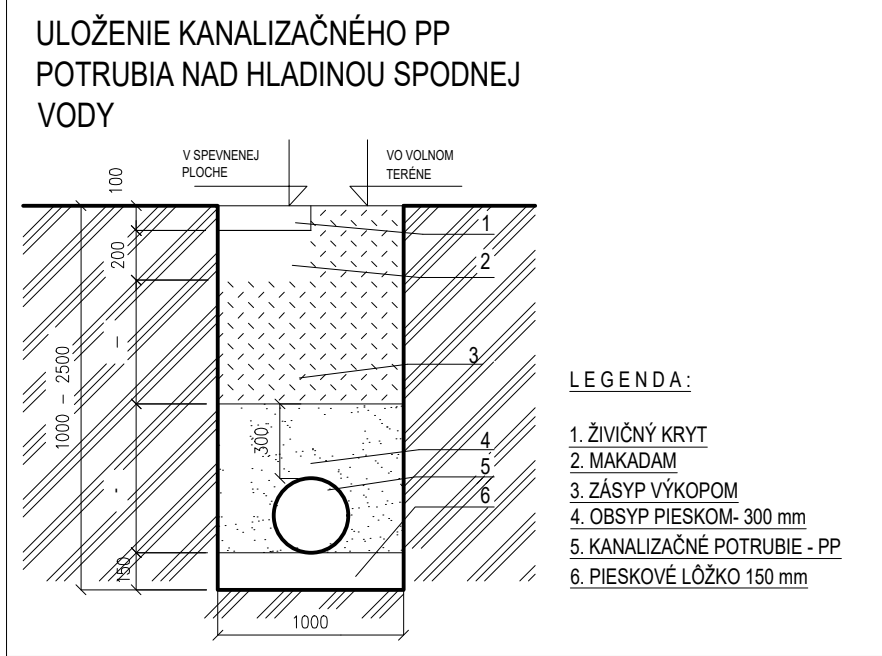 ULOŽENIE KANALIZAČNÉHO PP
POTRUBIA NAD HLADINOU SPODNEJ
VODY
V SPEVNENEJ
PLOCHE
VO VOLNOM
TERÉNE
100
200
–
1000 – 2500
-
150
300
1000
1
2
3
4
5
6
L E G E N D A :
1. ŽIVIČNÝ KRYT
2. MAKADAM
3. ZÁSYP VÝKOPOM
4. OBSYP PIESKOM- 300 mm
5. KANALIZAČNÉ POTRUBIE - PP
6. PIESKOVÉ LÔŽKO 150 mm